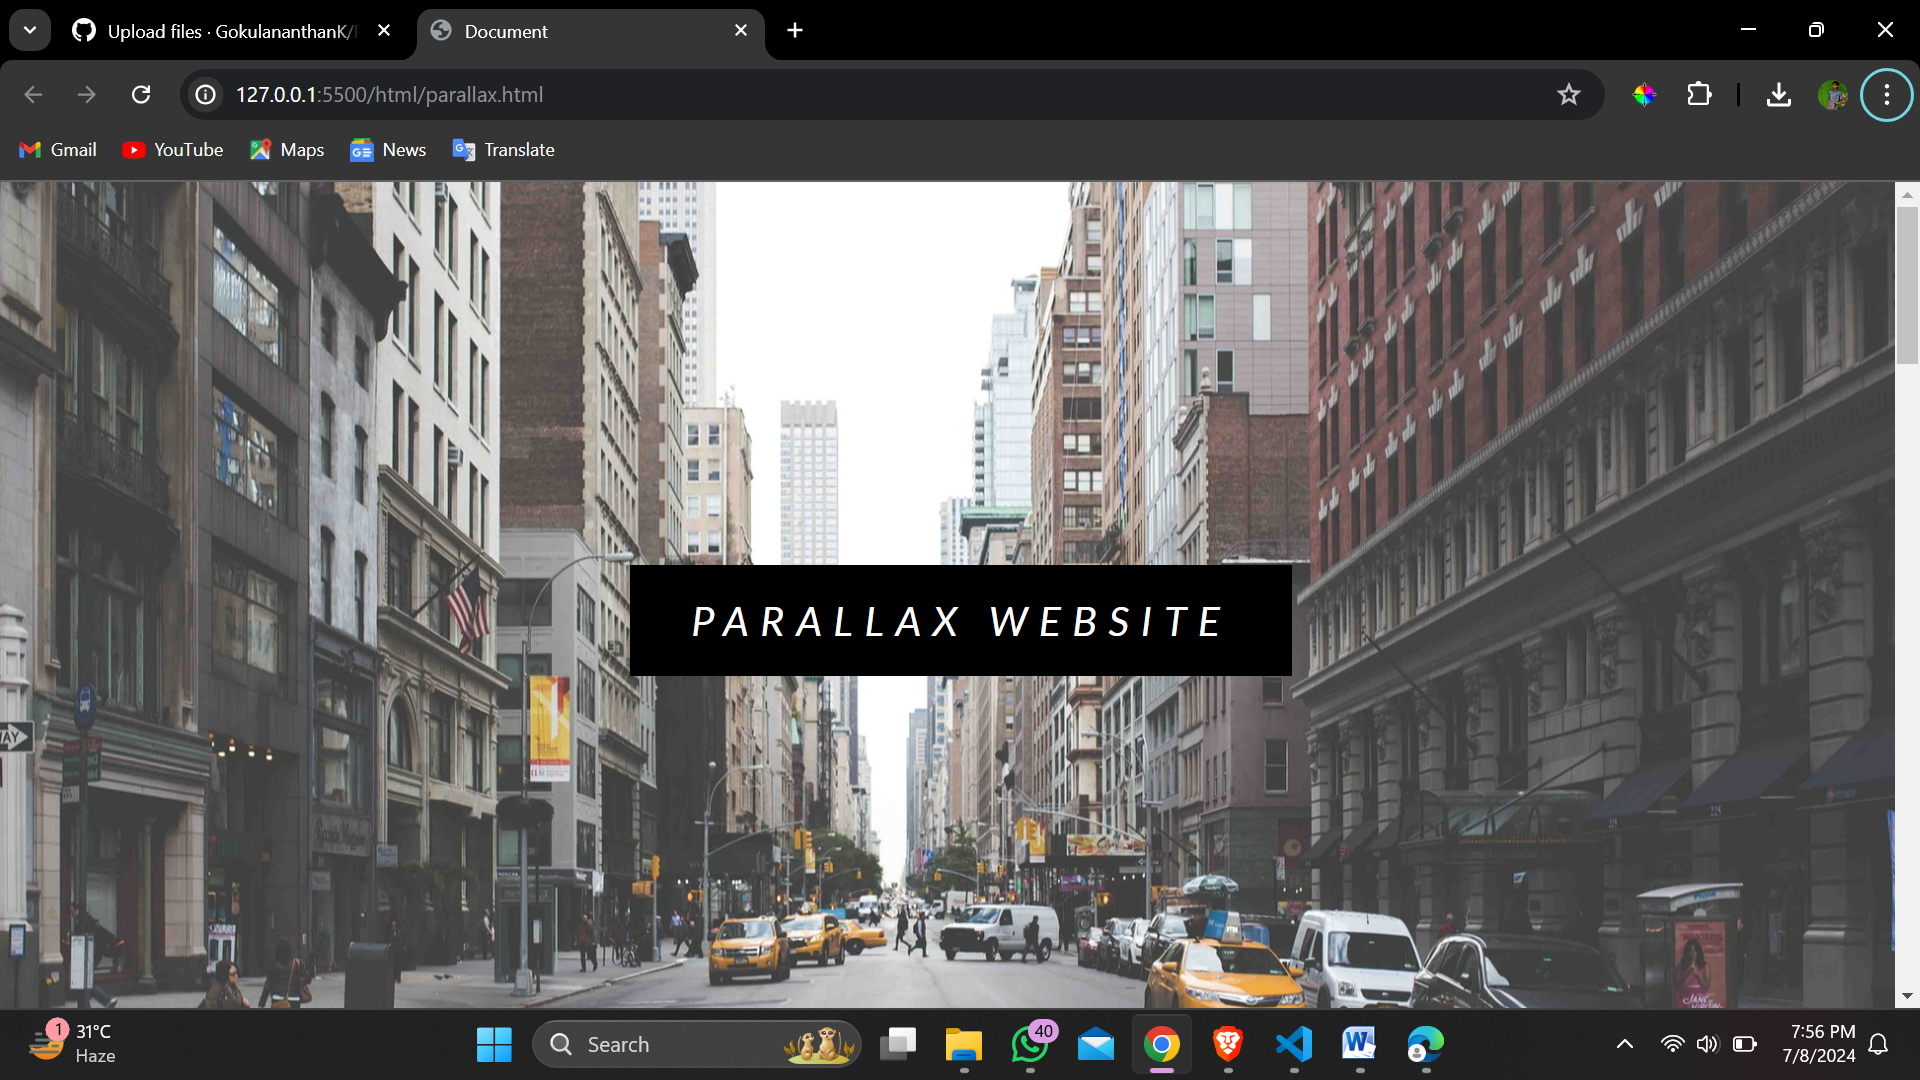 Upload files · GokulananthanK/
Document
127.0.0.1:5500/html/parallax.html
Gmail
YouTube
Maps
News
Translate
PARALLAX WEBSITE
1
31°C
Haze
Search
40
7:56 PM
7/8/2024